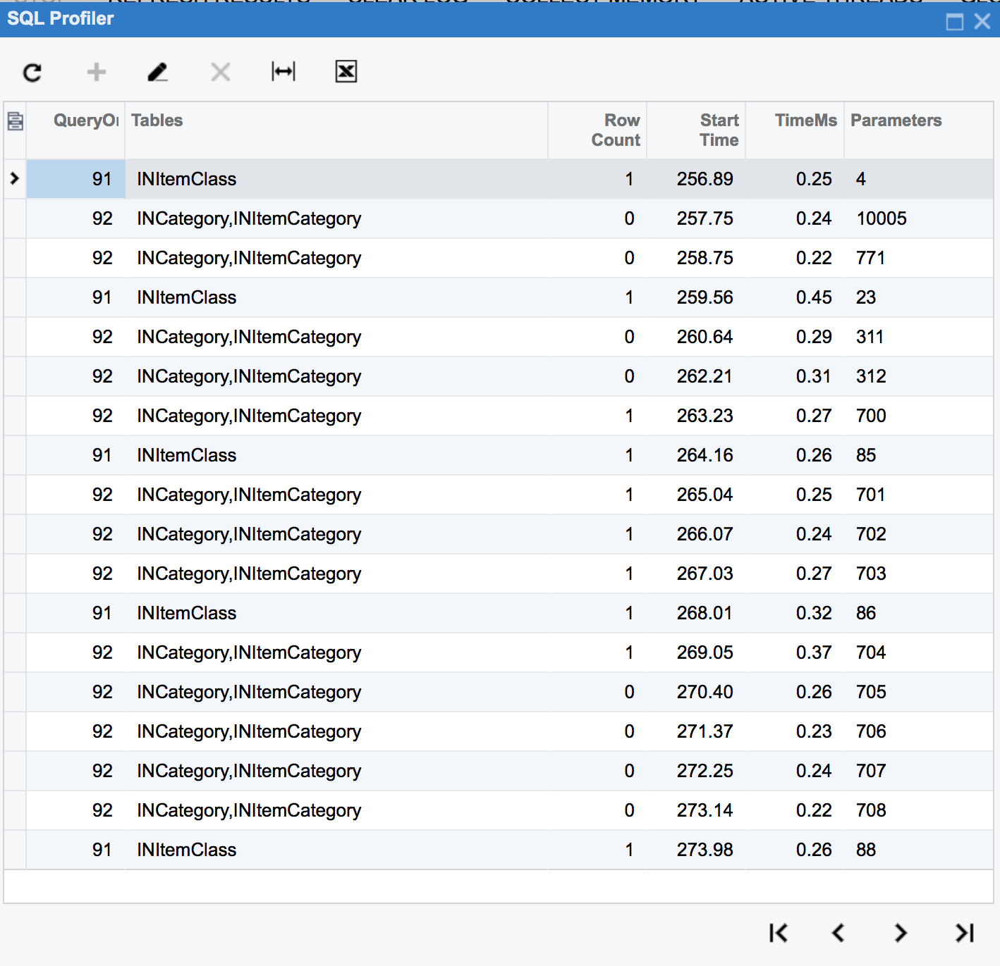 SQL Profiler
QueryOr Tables Row Count Start Time TimeMs Parameters
91 INItemClass 1 256.89 0.25 4
92 INCategory,INItemCategory 0 257.75 0.24 10005
92 INCategory,INItemCategory 0 258.75 0.22 771
91 INItemClass 1 259.56 0.45 23
92 INCategory,INItemCategory 0 260.64 0.29 311
92 INCategory,INItemCategory 0 262.21 0.31 312
92 INCategory,INItemCategory 1 263.23 0.27 700
91 INItemClass 1 264.16 0.26 85
92 INCategory,INItemCategory 1 265.04 0.25 701
92 INCategory,INItemCategory 1 266.07 0.24 702
92 INCategory,INItemCategory 1 267.03 0.27 703
91 INItemClass 1 268.01 0.32 86
92 INCategory,INItemCategory 1 269.05 0.37 704
92 INCategory,INItemCategory 0 270.40 0.26 705
92 INCategory,INItemCategory 0 271.37 0.23 706
92 INCategory,INItemCategory 0 272.25 0.24 707
92 INCategory,INItemCategory 0 273.14 0.22 708
91 INItemClass 1 273.98 0.26 88